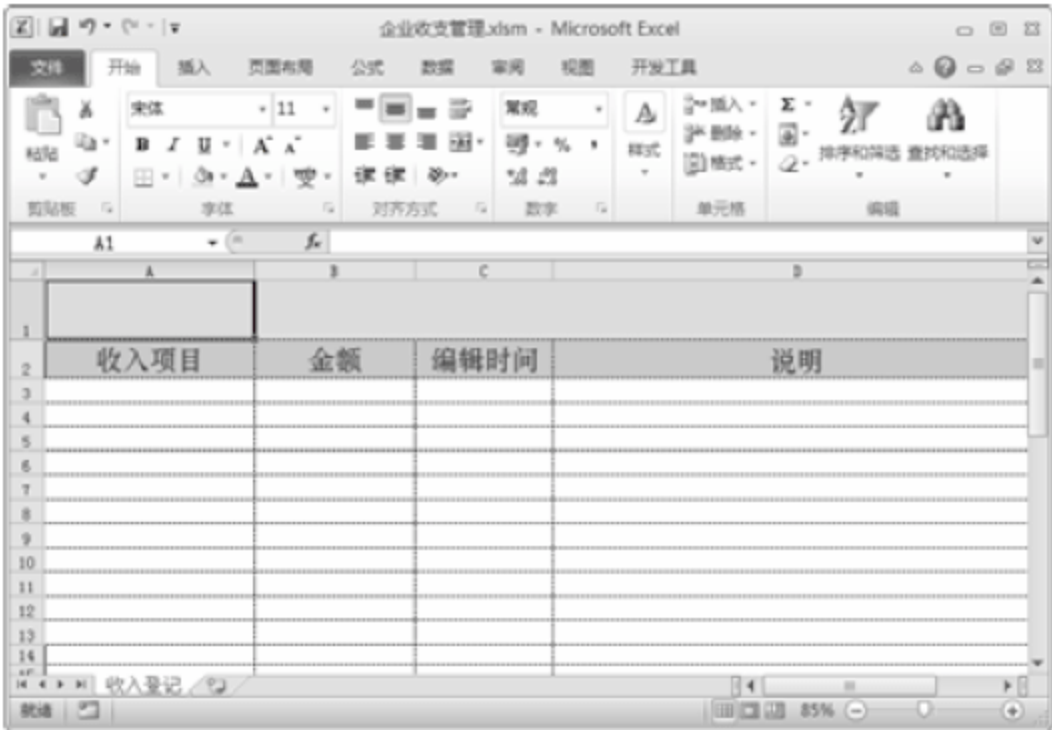 企业收支管理.xlsm - Microsoft Excel
文件 开始 插入 页面布局 公式 数据 审阅 视图 开发工具
宋体 11 常规 插入 Σ
粘贴 B I U A A % 样式 删除 排序和筛选 查找和选择
A 格式
剪贴板 字体 对齐方式 数字 单元格 编辑
A1 fx
A B C D
1
2 收入项目 金额 编辑时间 说明
3
4
5
6
7
8
9
10
11
12
13
14
15
收入登记
就绪 85%